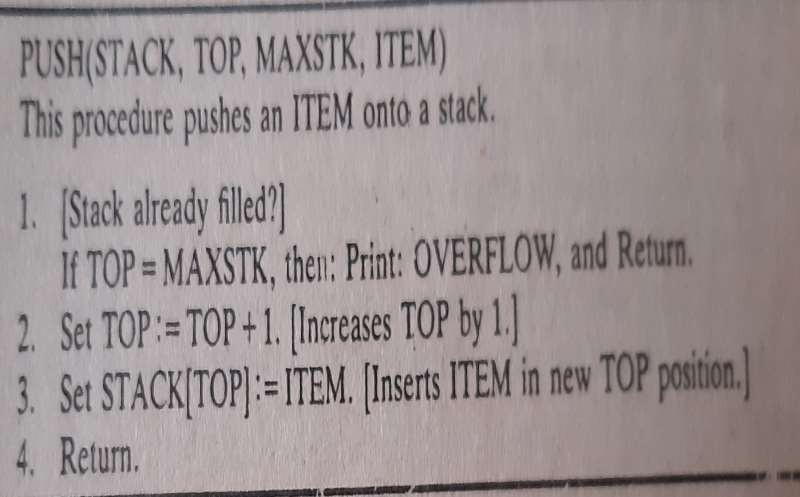 PUSH(STACK, TOP, MAXSTK, ITEM)
This procedure pushes an ITEM onto a stack.
1. [Stack already filled?]
If TOP = MAXSTK, then: Print: OVERFLOW, and Return.
2. Set TOP := TOP + 1. [Increases TOP by 1.]
3. Set STACK[TOP] := ITEM. [Inserts ITEM in new TOP position.]
4. Return.